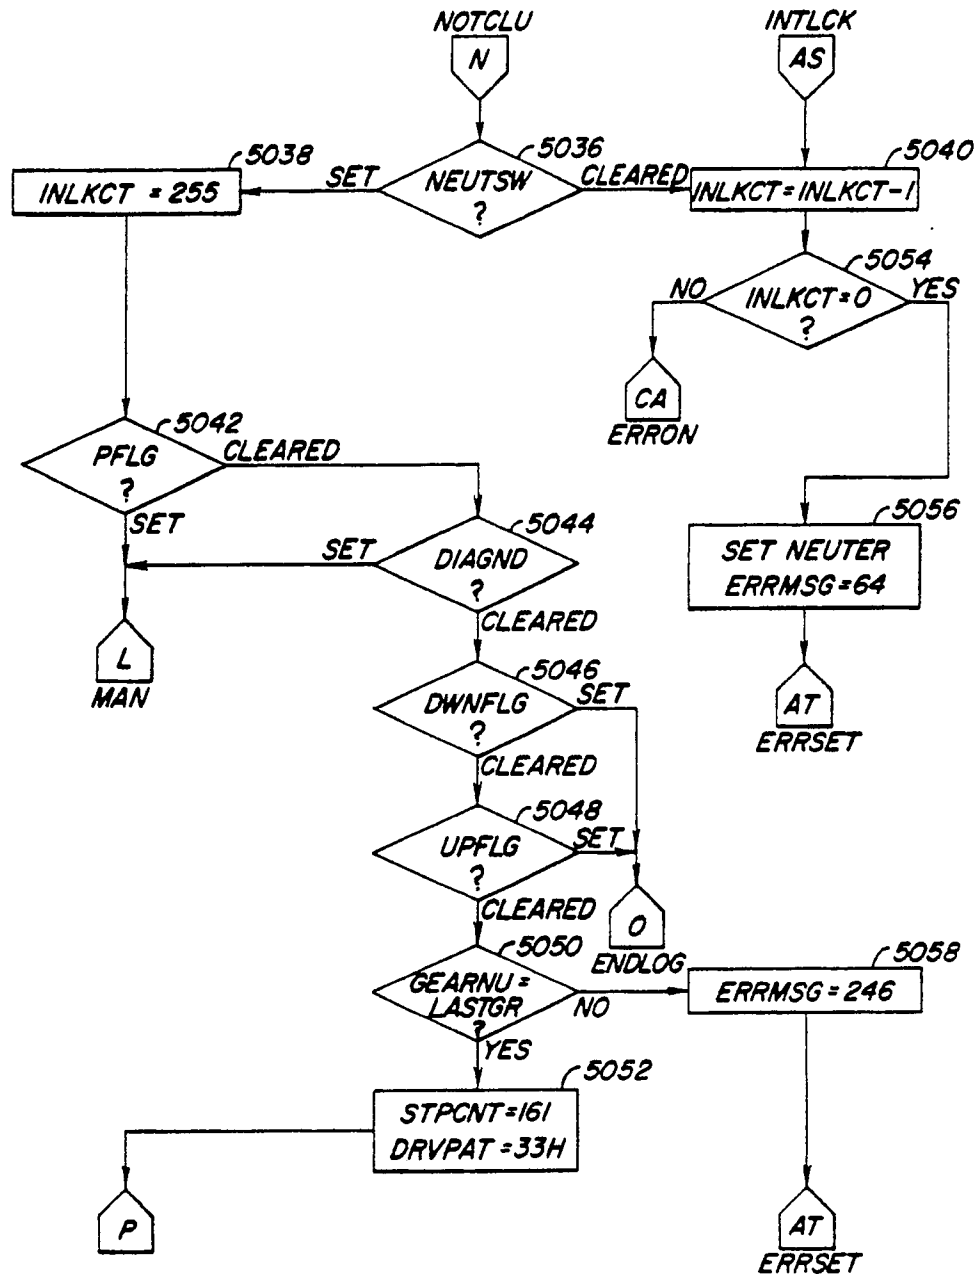 NOTCLU
N
INTLCK
AS
5036
NEUTSW
?
SET
CLEARED
5038
INLKCT = 255
5040
INLKCT=INLKCT-1
5054
INLKCT=0
?
NO
YES
CA
ERRON
5042
PFLG
?
CLEARED
SET
5044
DIAGND
?
SET
CLEARED
5056
SET NEUTER
ERRMSG=64
L
MAN
AT
ERRSET
5046
DWNFLG
?
SET
CLEARED
5048
UPFLG
?
SET
CLEARED
O
ENDLOG
5050
GEARNU=
LASTGR
?
NO
YES
5058
ERRMSG=246
5052
STPCNT=161
DRVPAT=33H
P
AT
ERRSET